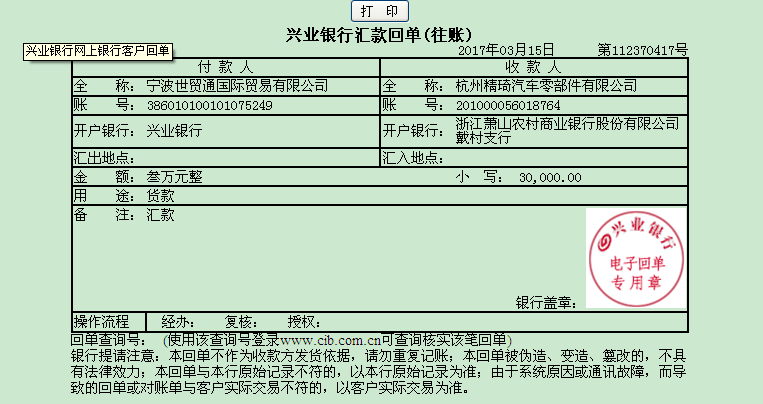 打 印
兴业银行汇款回单(往账)
兴业银行网上银行客户回单
2017年03月15日 第112370417号
付 款 人 收 款 人
全 称：宁波世贸通国际贸易有限公司 全 称：杭州精琦汽车零部件有限公司
账 号：386010100101075249 账 号：201000056018764
开户银行：兴业银行 开户银行：浙江萧山农村商业银行股份有限公司
戴村支行
汇出地点： 汇入地点：
金 额：叁万元整 小 写： 30,000.00
用 途：货款
备 注：汇款
兴业银行
电子回单
专用章
银行盖章：
操作流程 经办： 复核： 授权：
回单查询号： (使用该查询号登录www.cib.com.cn可查询核实该笔回单)
银行提请注意：本回单不作为收款方发货依据，请勿重复记账；本回单被伪造、变造、篡改的，不具
有法律效力；本回单与本行原始记录不符的，以本行原始记录为准；由于系统原因或通讯故障，而导
致的回单或对账单与客户实际交易不符的，以客户实际交易为准。